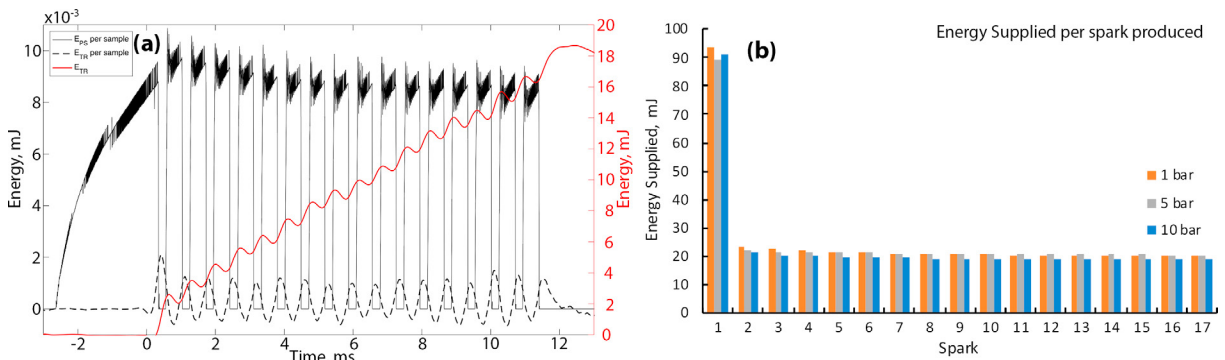 x10⁻³
(a)
E_PS per sample
E_TR per sample
E_TR
Energy, mJ
10
8
6
4
2
0
-2 0 2 4 6 8 10 12
Time, ms
20
18
16
14
12
10
8
6
4
2
0
Energy, mJ
(b)
Energy Supplied per spark produced
Energy Supplied, mJ
100
90
80
70
60
50
40
30
20
10
0
1 bar
5 bar
10 bar
1 2 3 4 5 6 7 8 9 10 11 12 13 14 15 16 17
Spark